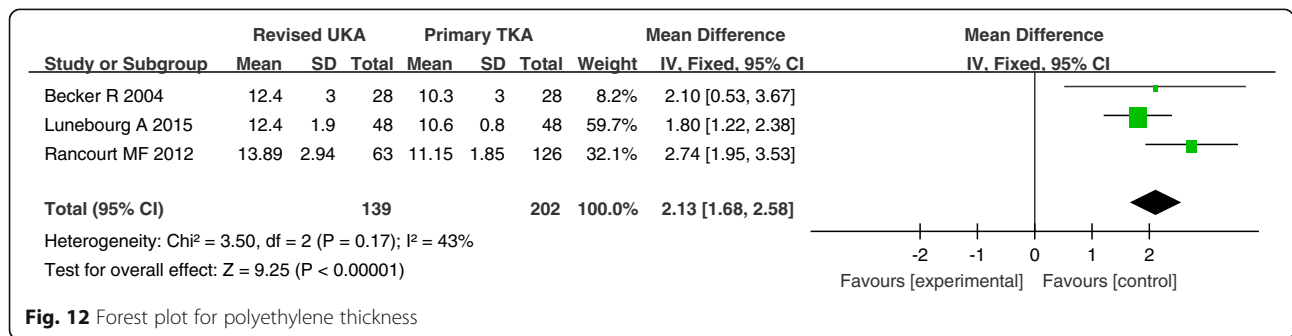 Revised UKA Primary TKA Mean Difference Mean Difference
Study or Subgroup Mean SD Total Mean SD Total Weight IV, Fixed, 95% CI IV, Fixed, 95% CI
Becker R 2004 12.4 3 28 10.3 3 28 8.2% 2.10 [0.53, 3.67]
Lunebourg A 2015 12.4 1.9 48 10.6 0.8 48 59.7% 1.80 [1.22, 2.38]
Rancourt MF 2012 13.89 2.94 63 11.15 1.85 126 32.1% 2.74 [1.95, 3.53]
Total (95% CI) 139 202 100.0% 2.13 [1.68, 2.58]
Heterogeneity: Chi² = 3.50, df = 2 (P = 0.17); I² = 43%
Test for overall effect: Z = 9.25 (P < 0.00001)
-2 -1 0 1 2
Favours [experimental] Favours [control]
Fig. 12 Forest plot for polyethylene thickness